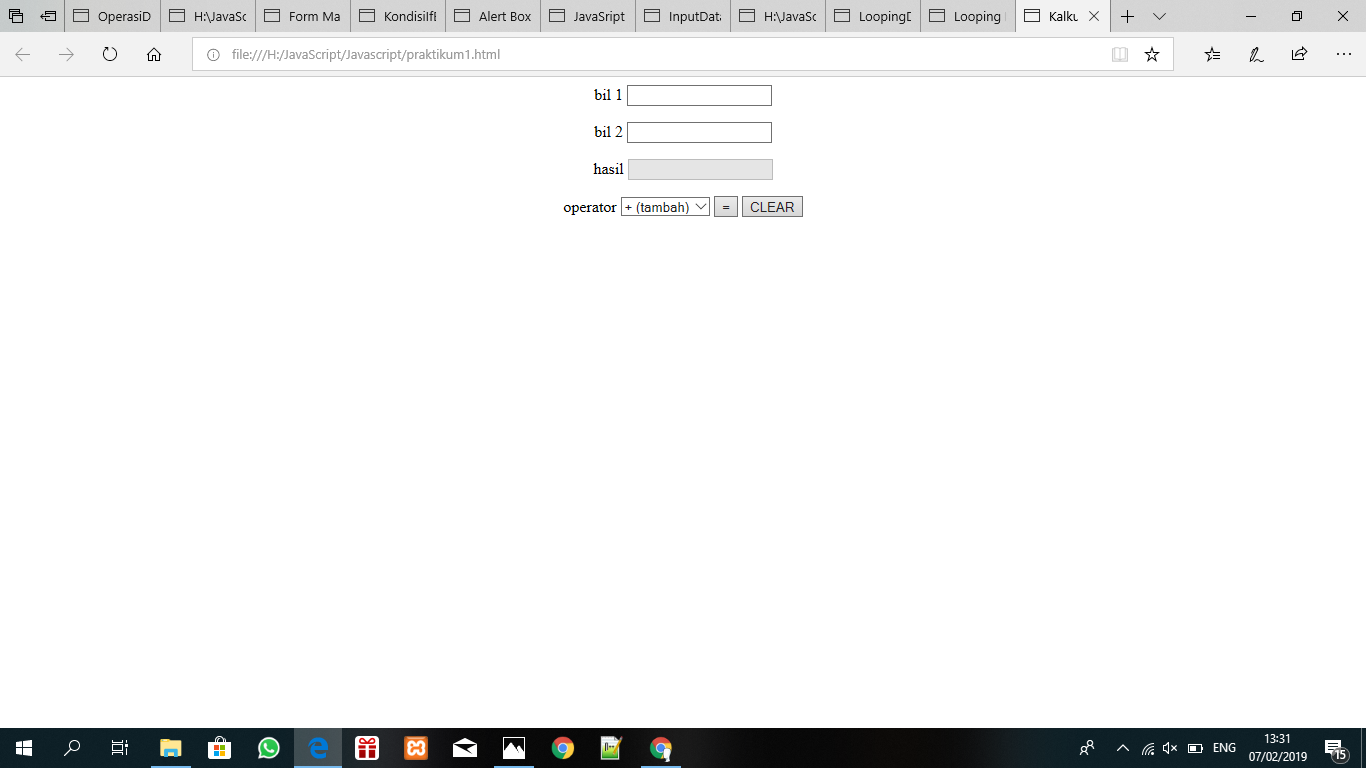 OperasiD H:\JavaSc Form Ma KondisiIfE Alert Box JavaSript InputData H:\JavaSc LoopingD Looping Kalku
file:///H:/JavaScript/Javascript/praktikum1.html
bil 1
bil 2
hasil
operator + (tambah) = CLEAR
ENG 13:31
07/02/2019 15